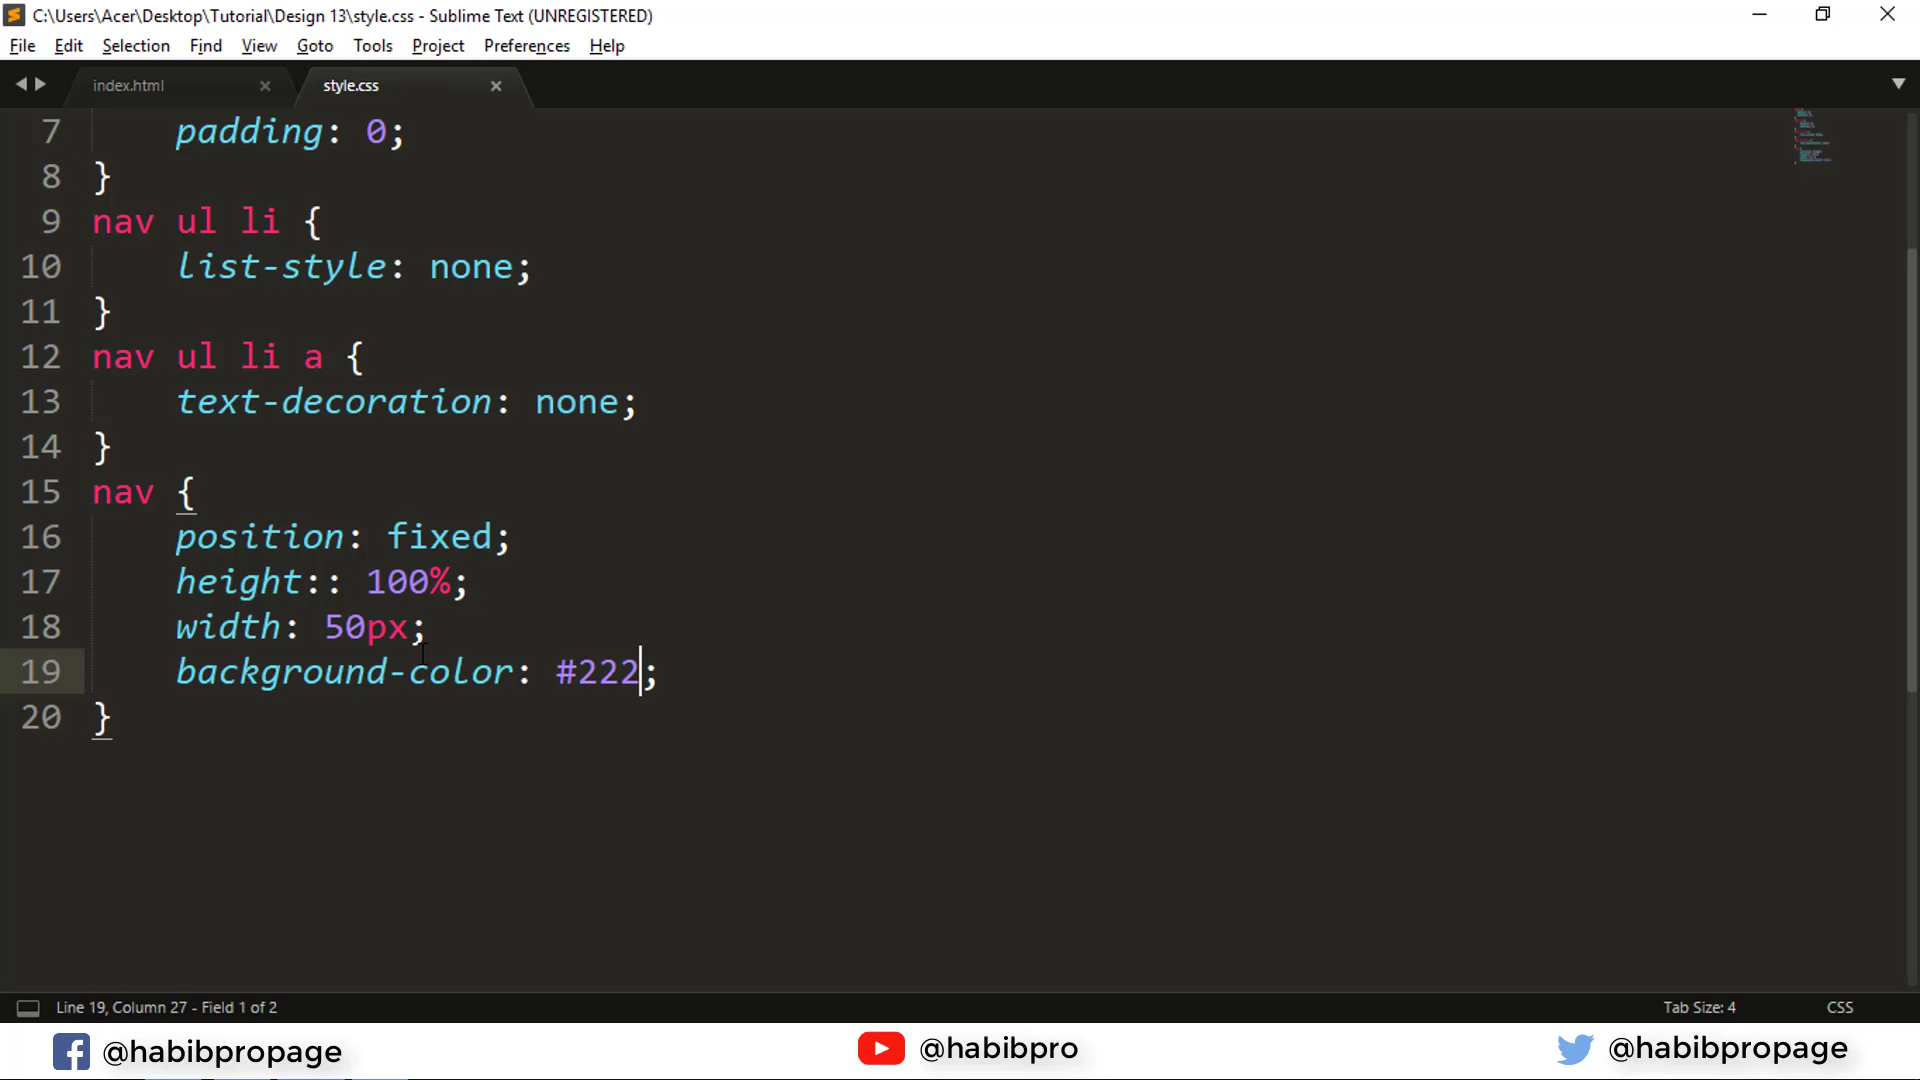 C:\Users\Acer\Desktop\Tutorial\Design 13\style.css - Sublime Text (UNREGISTERED)
File Edit Selection Find View Goto Tools Project Preferences Help
index.html style.css
7 padding: 0;
8 }
9 nav ul li {
10 list-style: none;
11 }
12 nav ul li a {
13 text-decoration: none;
14 }
15 nav {
16 position: fixed;
17 height:: 100%;
18 width: 50px;
19 background-color: #222;
20 }
Line 19, Column 27 - Field 1 of 2 Tab Size: 4 CSS
@habibpropage @habibpro @habibpropage